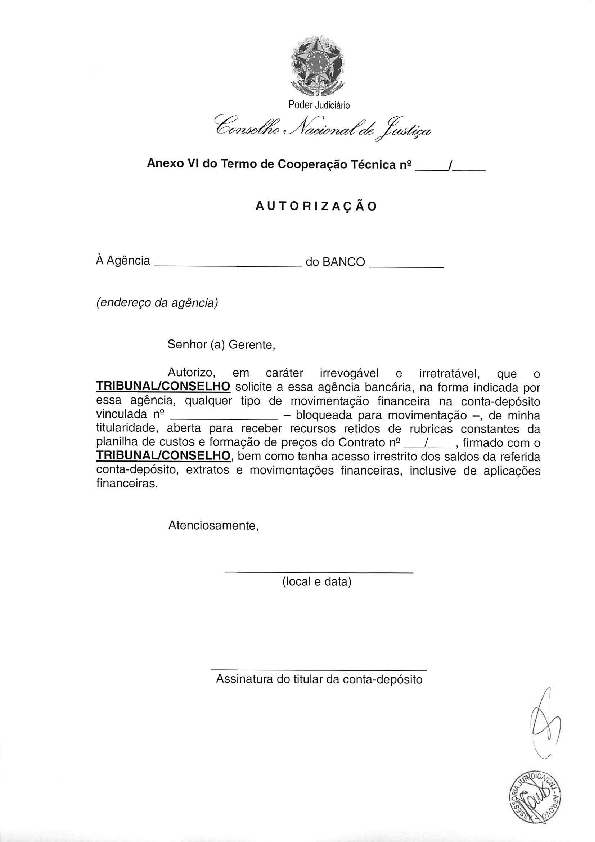 Poder Judiciário
Conselho Nacional de Justiça
Anexo VI do Termo de Cooperação Técnica nº _____/_____
AUTORIZAÇÃO
À Agência ______________________ do BANCO ___________
(endereço da agência)
Senhor (a) Gerente,
Autorizo, em caráter irrevogável e irretratável, que o
TRIBUNAL/CONSELHO solicite a essa agência bancária, na forma indicada por
essa agência, qualquer tipo de movimentação financeira na conta-depósito
vinculada nº ________________ – bloqueada para movimentação –, de minha
titularidade, aberta para receber recursos retidos de rubricas constantes da
planilha de custos e formação de preços do Contrato nº ___/____ , firmado com o
TRIBUNAL/CONSELHO, bem como tenha acesso irrestrito dos saldos da referida
conta-depósito, extratos e movimentações financeiras, inclusive de aplicações
financeiras.
Atenciosamente,
____________________________
(local e data)
________________________________
Assinatura do titular da conta-depósito
ASSESSORIA JURÍDICA